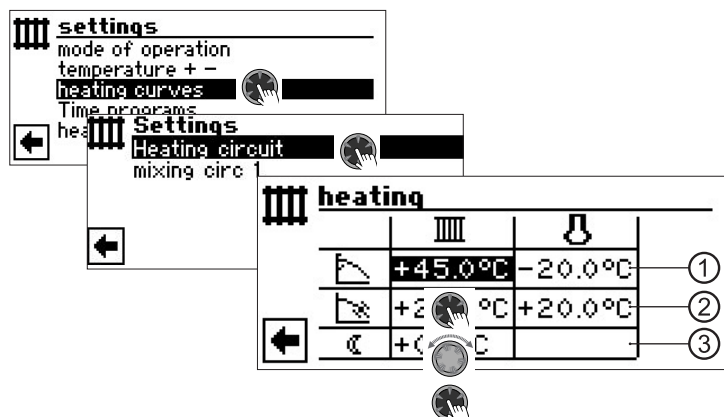 settings
mode of operation
temperature + -
heating curves
Time programs
Settings
Heating circuit
mixing circ 1
heating
+45.0°C -20.0°C 1
°C +20.0°C 2
3